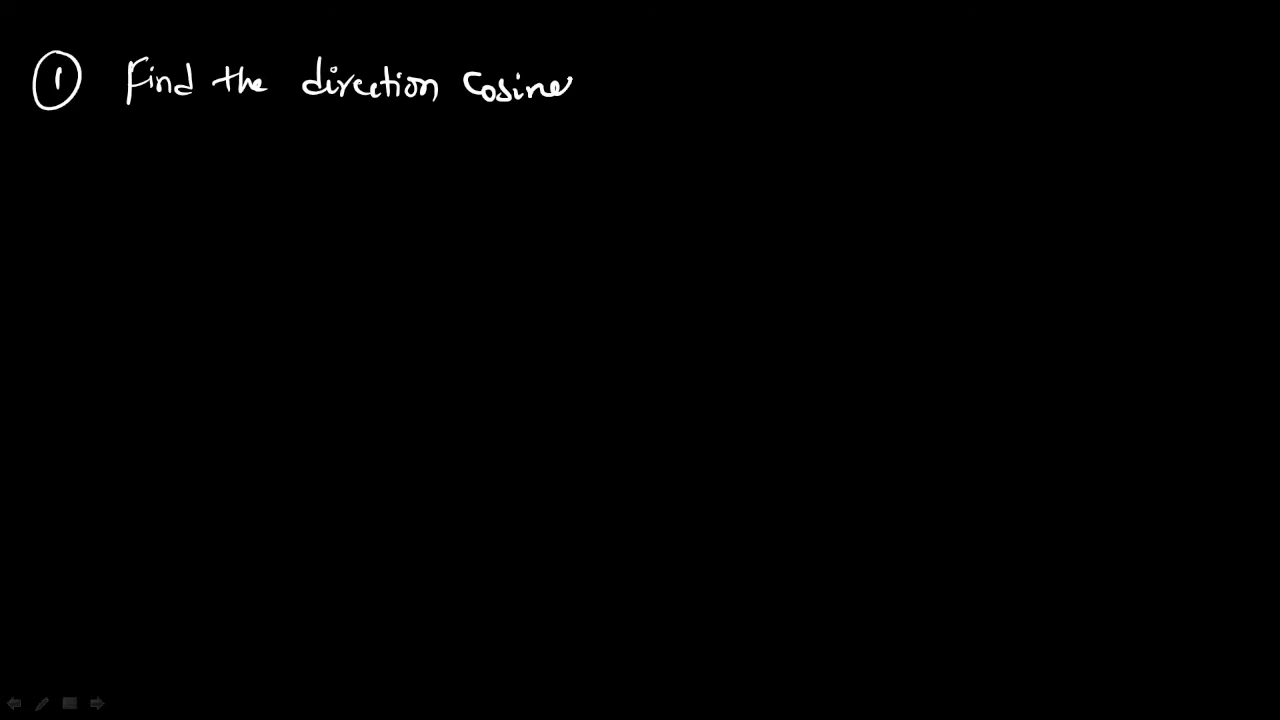 ① Find the direction cosine